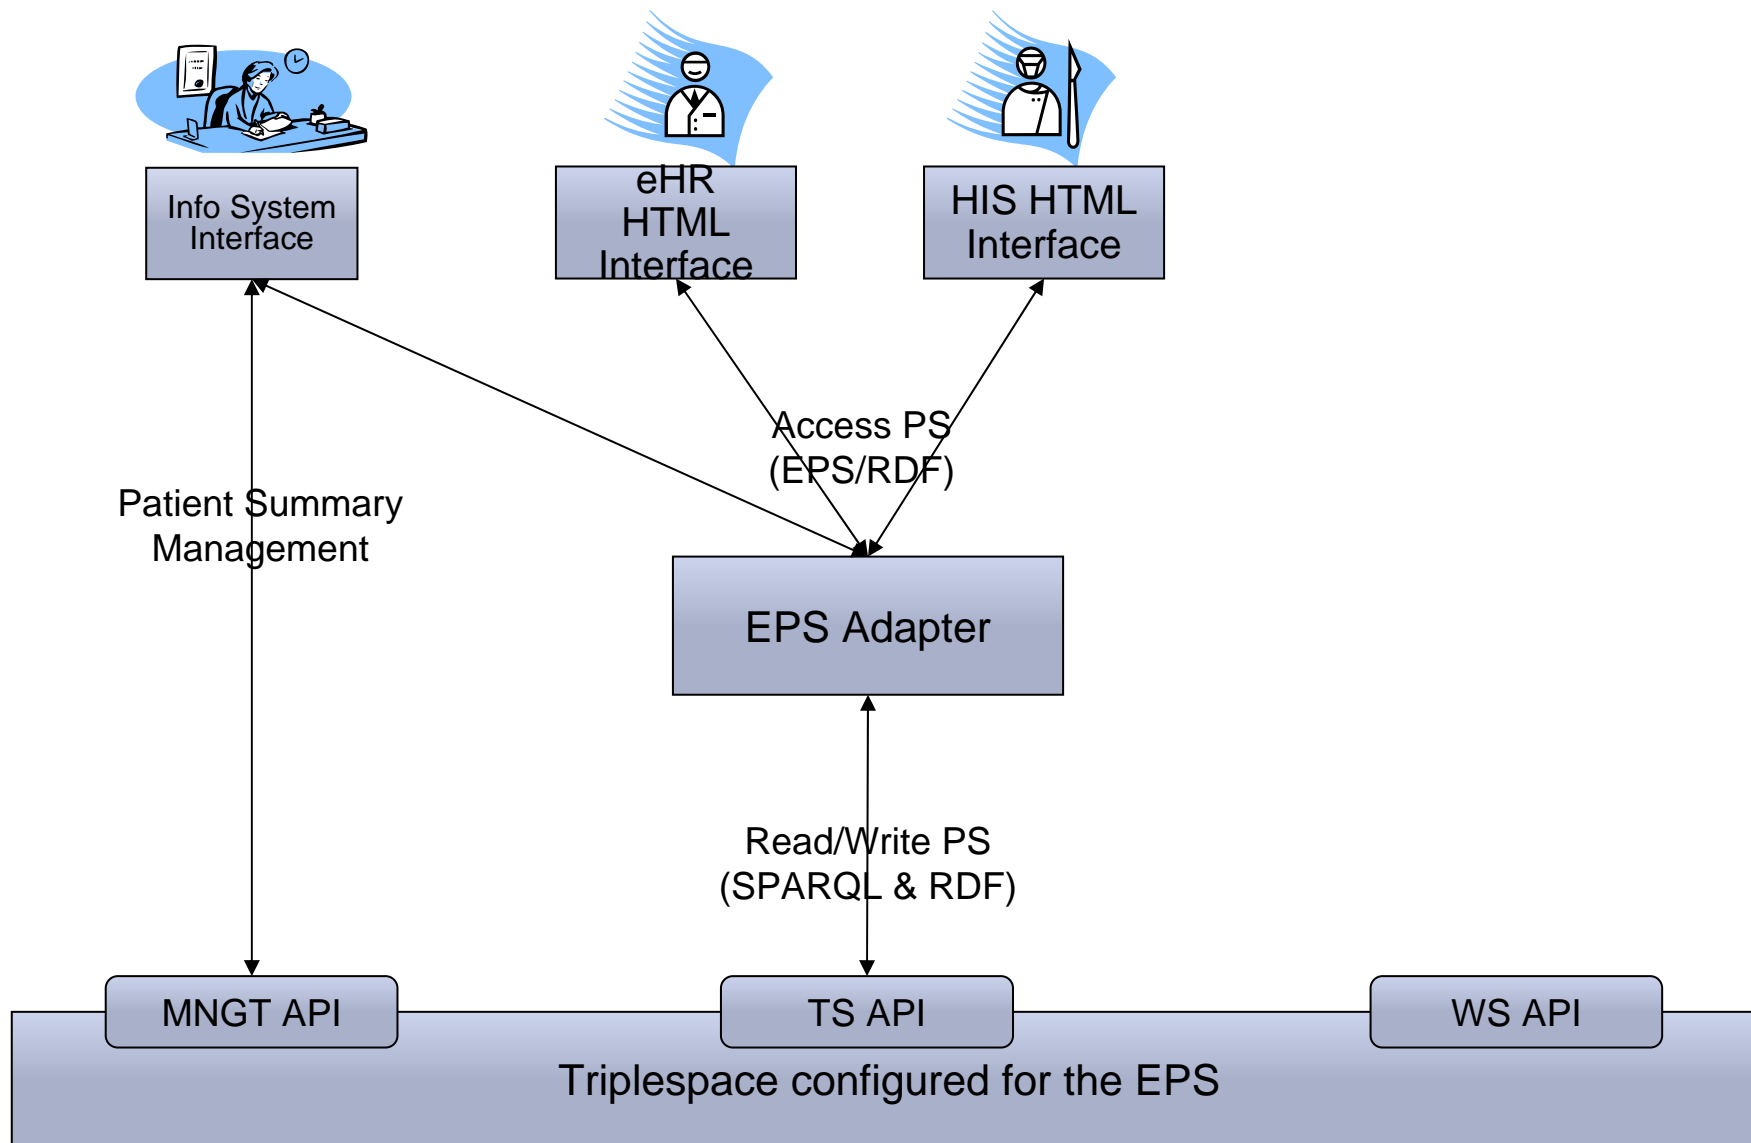 Info System
Interface
eHR
HTML
Interface
HIS HTML
Interface
Access PS
(EPS/RDF)
Patient Summary
Management
EPS Adapter
Read/Write PS
(SPARQL & RDF)
MNGT API
TS API
WS API
Triplespace configured for the EPS